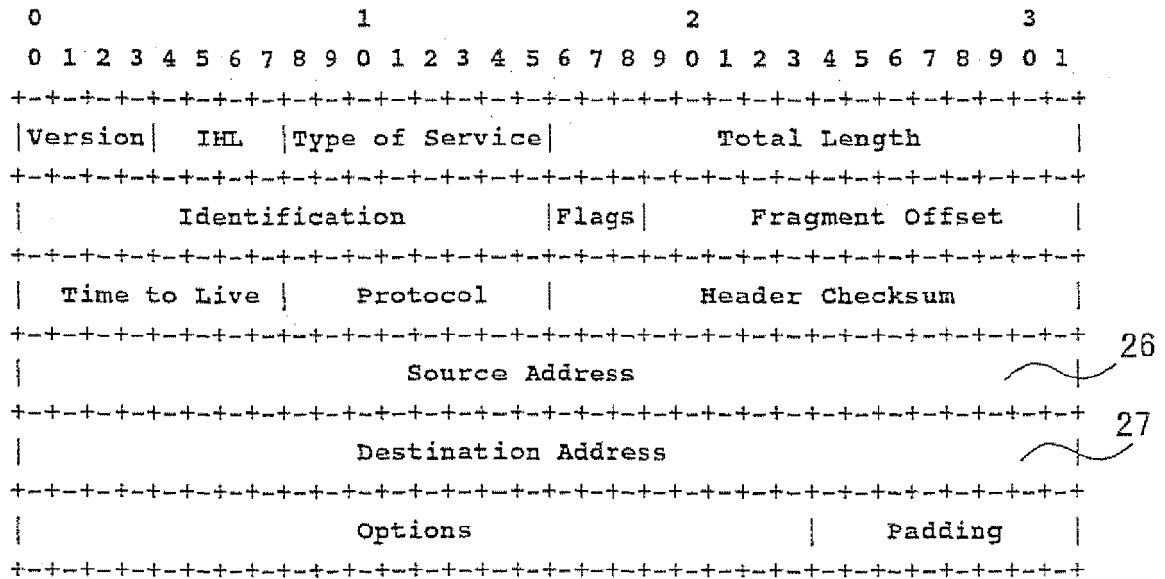 0 1 2 3
0 1 2 3 4 5 6 7 8 9 0 1 2 3 4 5 6 7 8 9 0 1 2 3 4 5 6 7 8 9 0 1
+-+-+-+-+-+-+-+-+-+-+-+-+-+-+-+-+-+-+-+-+-+-+-+-+-+-+-+-+-+-+-+-+
|Version| IHL |Type of Service| Total Length |
+-+-+-+-+-+-+-+-+-+-+-+-+-+-+-+-+-+-+-+-+-+-+-+-+-+-+-+-+-+-+-+-+
| Identification |Flags| Fragment Offset |
+-+-+-+-+-+-+-+-+-+-+-+-+-+-+-+-+-+-+-+-+-+-+-+-+-+-+-+-+-+-+-+-+
| Time to Live | Protocol | Header Checksum |
+-+-+-+-+-+-+-+-+-+-+-+-+-+-+-+-+-+-+-+-+-+-+-+-+-+-+-+-+-+-+-+-+
| Source Address | 26
+-+-+-+-+-+-+-+-+-+-+-+-+-+-+-+-+-+-+-+-+-+-+-+-+-+-+-+-+-+-+-+-+
| Destination Address | 27
+-+-+-+-+-+-+-+-+-+-+-+-+-+-+-+-+-+-+-+-+-+-+-+-+-+-+-+-+-+-+-+-+
| Options | Padding |
+-+-+-+-+-+-+-+-+-+-+-+-+-+-+-+-+-+-+-+-+-+-+-+-+-+-+-+-+-+-+-+-+